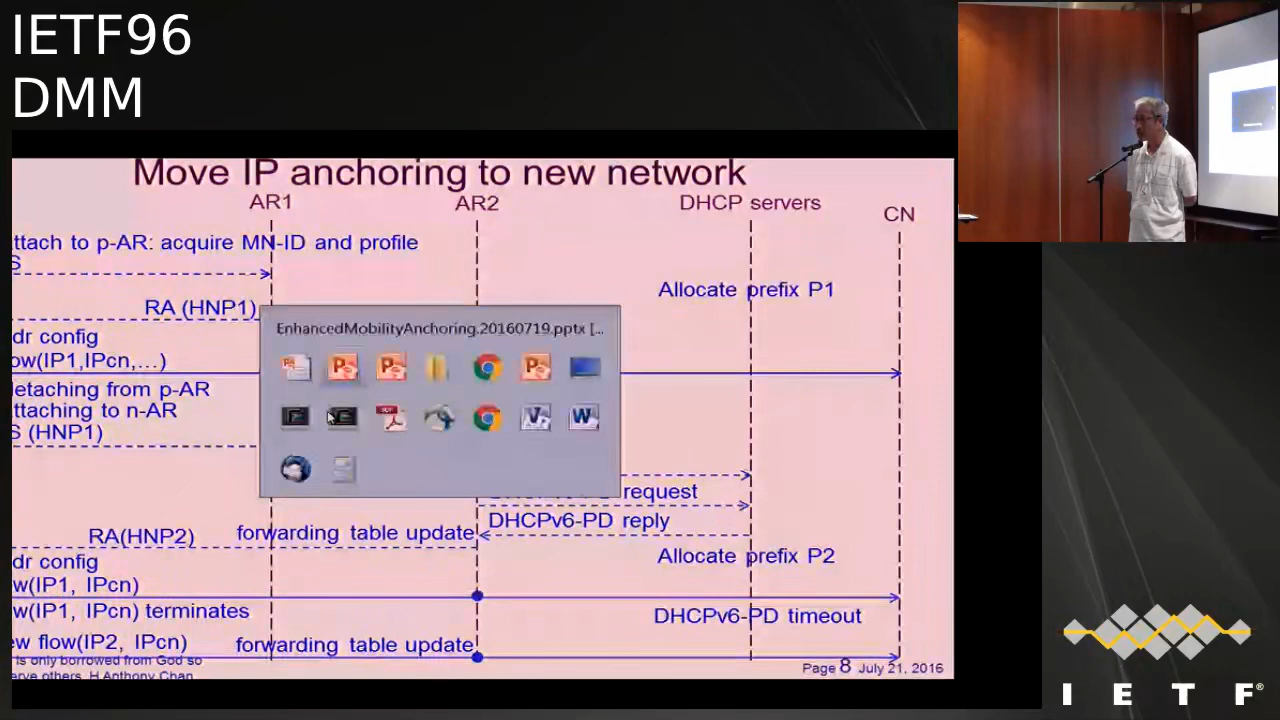 IETF96
DMM
Move IP anchoring to new network
AR1
AR2
DHCP servers
CN
ttach to p-AR: acquire MN-ID and profile
S
Allocate prefix P1
RA (HNP1)
dr config
ow(IP1,IPcn,...)
etaching from p-AR
ttaching to n-AR
S (HNP1)
EnhancedMobilityAnchoring.20160719.pptx [...
request
DHCPv6-PD reply
RA(HNP2)
forwarding table update
Allocate prefix P2
dr config
w(IP1, IPcn)
w(IP1, IPcn) terminates
DHCPv6-PD timeout
ew flow(IP2, IPcn)
forwarding table update
is only borrowed from God so
erve others, H Anthony Chan
Page 8 July 21, 2016
I E T F®